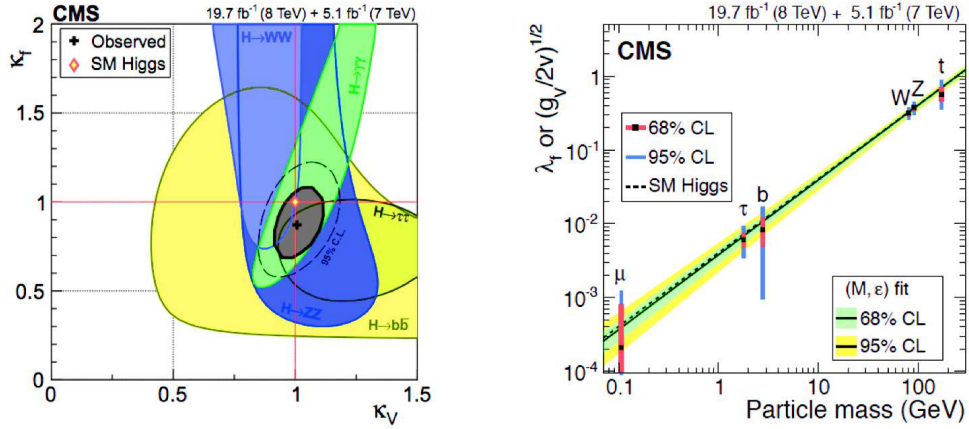 CMS 19.7 fb⁻¹ (8 TeV) + 5.1 fb⁻¹ (7 TeV)
κ_f
2
1.5
1
0.5
0
Observed
SM Higgs
H→WW
H→γγ
H→ττ
95% C.L.
H→ZZ
H→bb̅
0 0.5 1 1.5
κ_V
19.7 fb⁻¹ (8 TeV) + 5.1 fb⁻¹ (7 TeV)
CMS
λ_f or (g_V/2v)^1/2
1
10⁻¹
10⁻²
10⁻³
10⁻⁴
68% CL
95% CL
SM Higgs
t
W Z
b
τ
μ
(M, ε) fit
68% CL
95% CL
0.1 1 10 100
Particle mass (GeV)